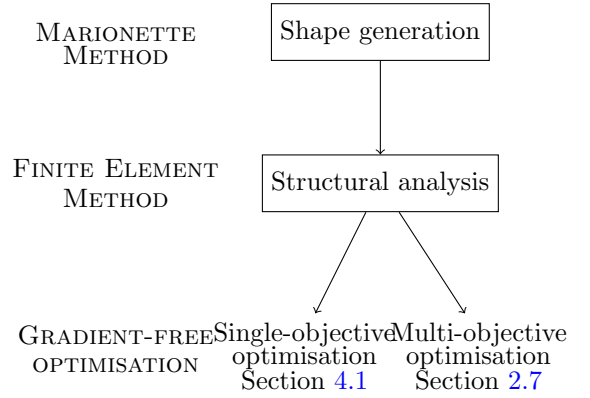 MARIONETTE
METHOD
Shape generation
FINITE ELEMENT
METHOD
Structural analysis
GRADIENT-FREE
OPTIMISATION
Single-objective
optimisation
Section 4.1
Multi-objective
optimisation
Section 2.7